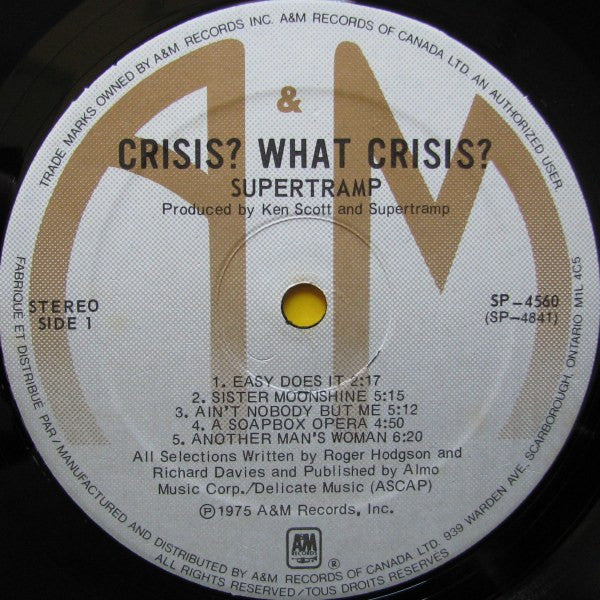 TRADE MARKS OWNED BY A&M RECORDS INC. A&M RECORDS OF CANADA LTD. AN AUTHORIZED USER
&
CRISIS? WHAT CRISIS?
SUPERTRAMP
Produced by Ken Scott and Supertramp
STEREO
SIDE 1
SP-4560
(SP-4841)
1. EASY DOES IT 2:17
2. SISTER MOONSHINE 5:15
3. AIN'T NOBODY BUT ME 5:12
4. A SOAPBOX OPERA 4:50
5. ANOTHER MAN'S WOMAN 6:20
All Selections Written by Roger Hodgson and
Richard Davies and Published by Almo
Music Corp./Delicate Music (ASCAP)
Ⓟ1975 A&M Records, Inc.
A&M
RECORDS
®
FABRIQUÉ ET DISTRIBUÉ PAR/MANUFACTURED AND DISTRIBUTED BY A&M RECORDS OF CANADA LTD. 939 WARDEN AVE., SCARBOROUGH, ONTARIO M1L 4C5
ALL RIGHTS RESERVED/TOUS DROITS RESERVÉS